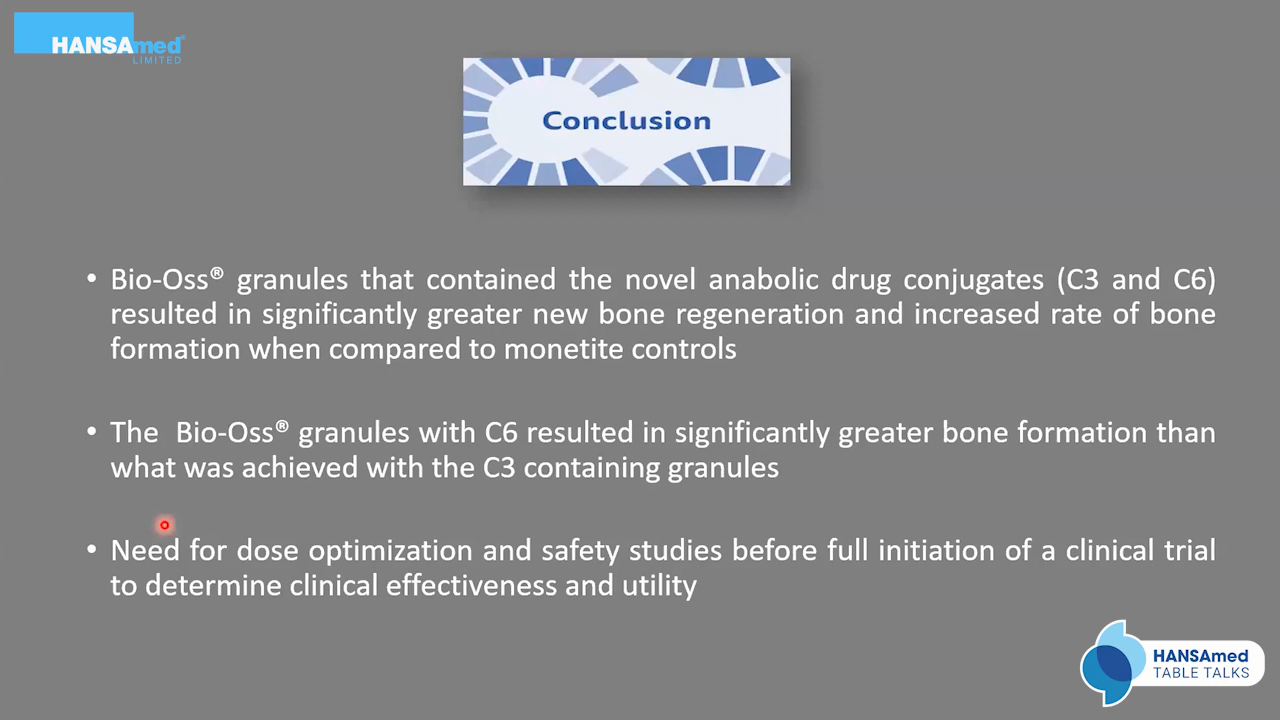 HANSAmed®
LIMITED
Conclusion
• Bio-Oss® granules that contained the novel anabolic drug conjugates (C3 and C6)
resulted in significantly greater new bone regeneration and increased rate of bone
formation when compared to monetite controls
• The Bio-Oss® granules with C6 resulted in significantly greater bone formation than
what was achieved with the C3 containing granules
• Need for dose optimization and safety studies before full initiation of a clinical trial
to determine clinical effectiveness and utility
HANSAmed
TABLE TALKS